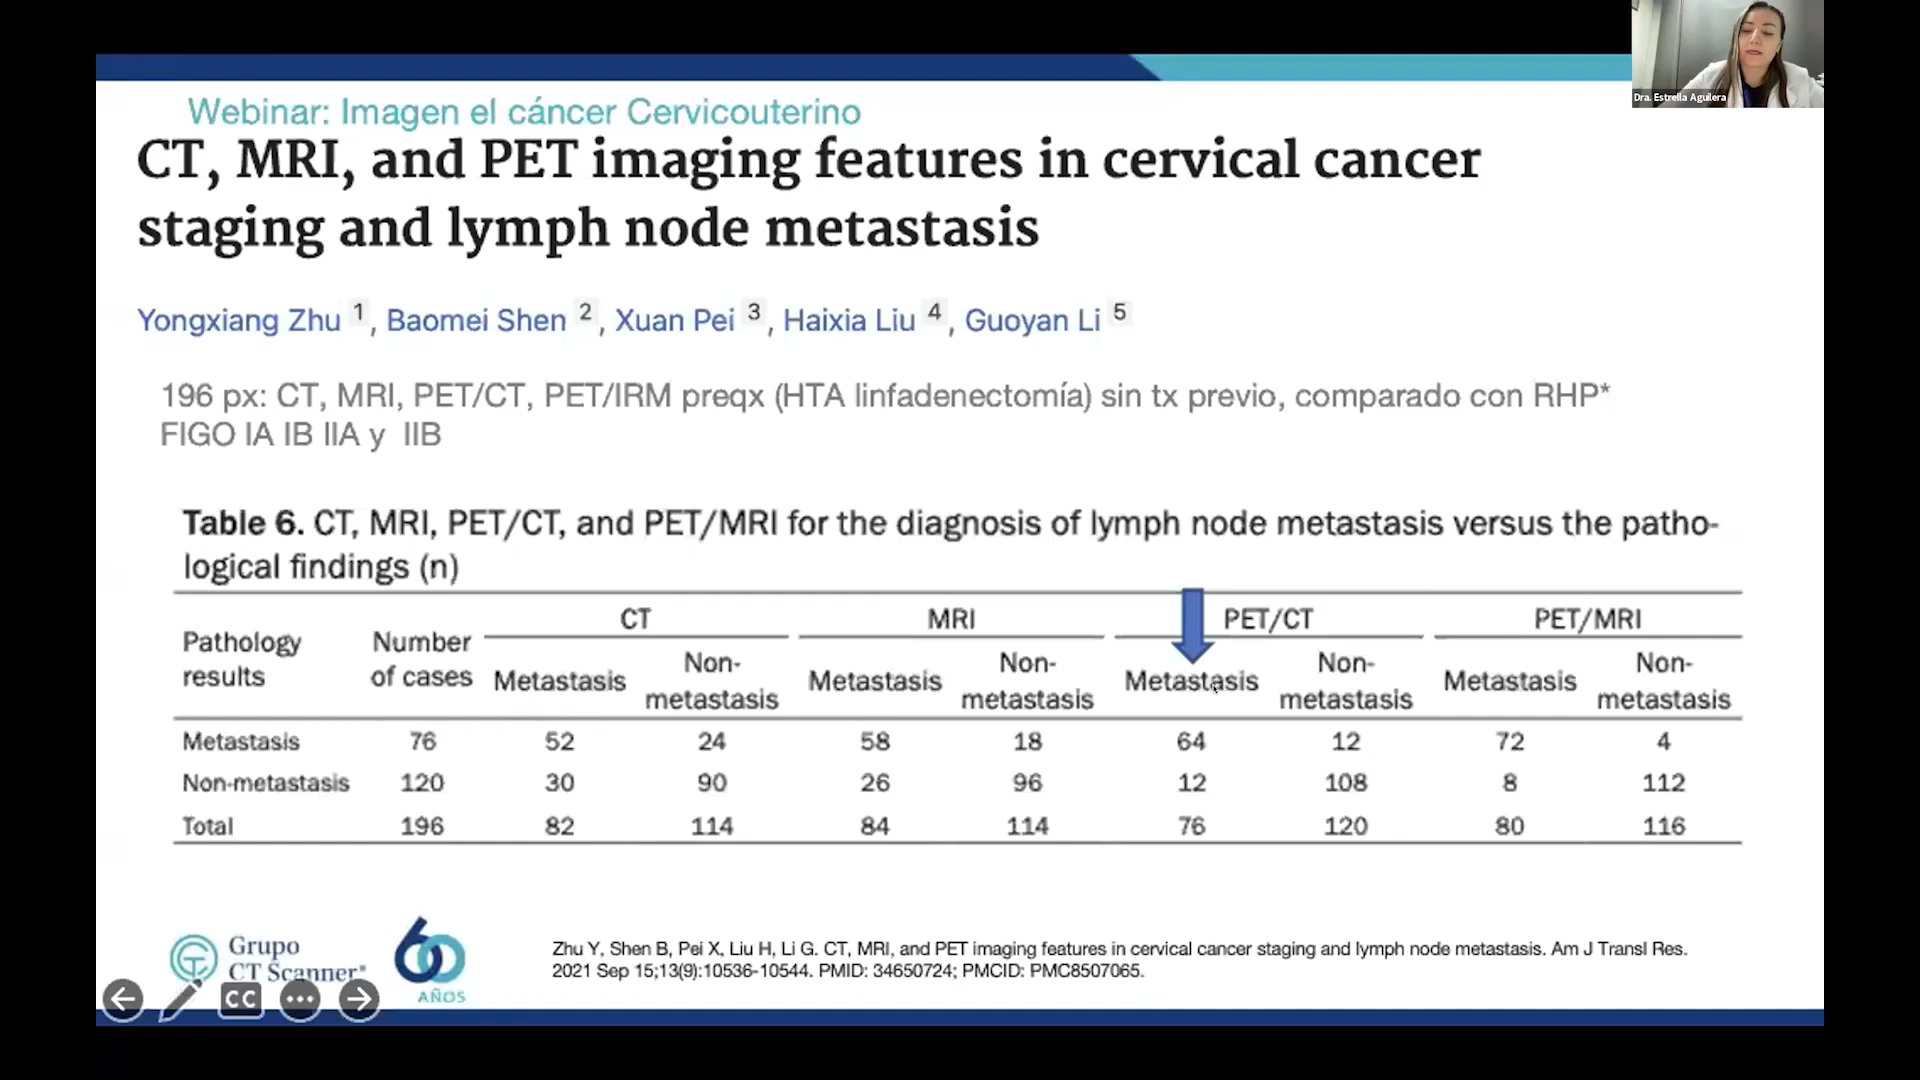 Dra. Estrella Aguilera
Webinar: Imagen el cáncer Cervicouterino
CT, MRI, and PET imaging features in cervical cancer
staging and lymph node metastasis
Yongxiang Zhu 1, Baomei Shen 2, Xuan Pei 3, Haixia Liu 4, Guoyan Li 5
196 px: CT, MRI, PET/CT, PET/IRM preqx (HTA linfadenectomía) sin tx previo, comparado con RHP*
FIGO IA IB IIA y IIB
Table 6. CT, MRI, PET/CT, and PET/MRI for the diagnosis of lymph node metastasis versus the patho-
logical findings (n)
Pathology results Number of cases CT MRI PET/CT PET/MRI
Metastasis Non-metastasis Metastasis Non-metastasis Metastasis Non-metastasis Metastasis Non-metastasis
Metastasis 76 52 24 58 18 64 12 72 4
Non-metastasis 120 30 90 26 96 12 108 8 112
Total 196 82 114 84 114 76 120 80 116
Grupo
CT Scanner®
60
AÑOS
Zhu Y, Shen B, Pei X, Liu H, Li G. CT, MRI, and PET imaging features in cervical cancer staging and lymph node metastasis. Am J Transl Res.
2021 Sep 15;13(9):10536-10544. PMID: 34650724; PMCID: PMC8507065.
CC